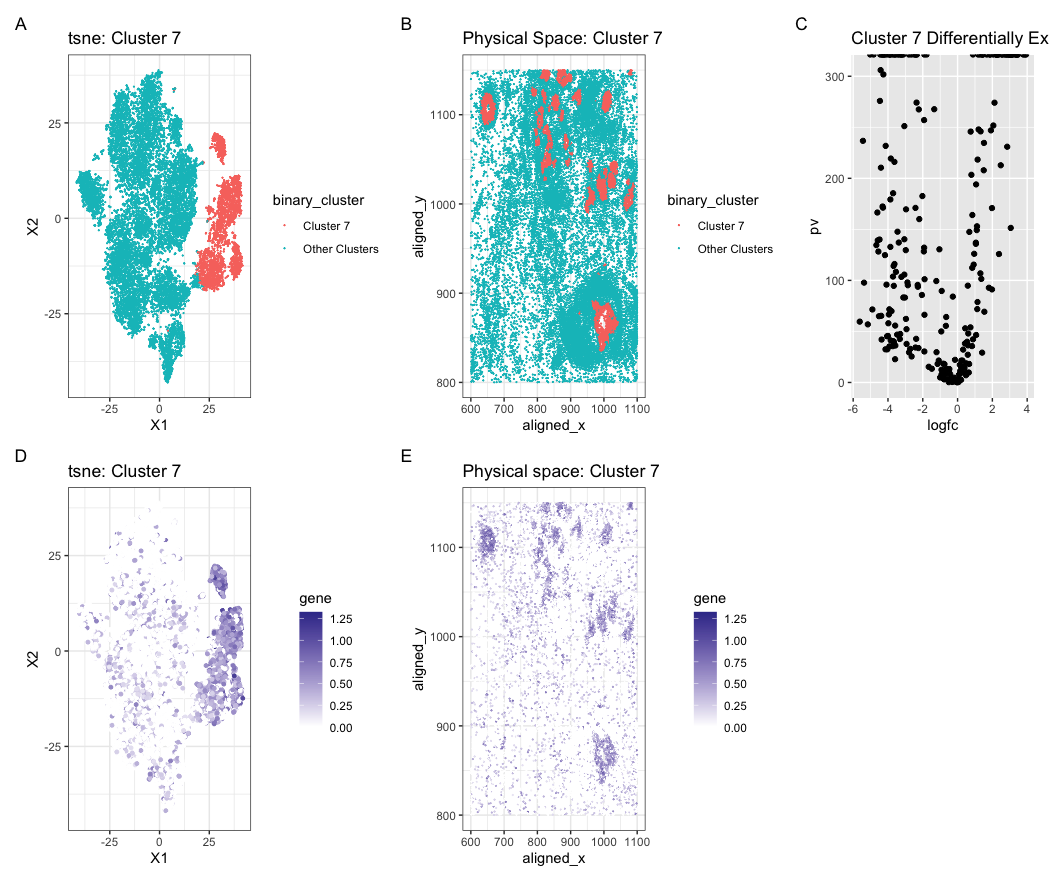 A
tsne: Cluster 7
25
0
-25
X2
-25
0
25
X1
binary_cluster
Cluster 7
Other Clusters
B
Physical Space: Cluster 7
1100
1000
900
800
aligned_y
600
700
800
900
1000
1100
aligned_x
binary_cluster
Cluster 7
Other Clusters
C
Cluster 7 Differentially Ex
300
200
100
0
pv
-6
-4
-2
0
2
4
logfc
D
tsne: Cluster 7
25
0
-25
X2
-25
0
25
X1
gene
1.25
1.00
0.75
0.50
0.25
0.00
E
Physical space: Cluster 7
1100
1000
900
800
aligned_y
600
700
800
900
1000
1100
aligned_x
gene
1.25
1.00
0.75
0.50
0.25
0.00